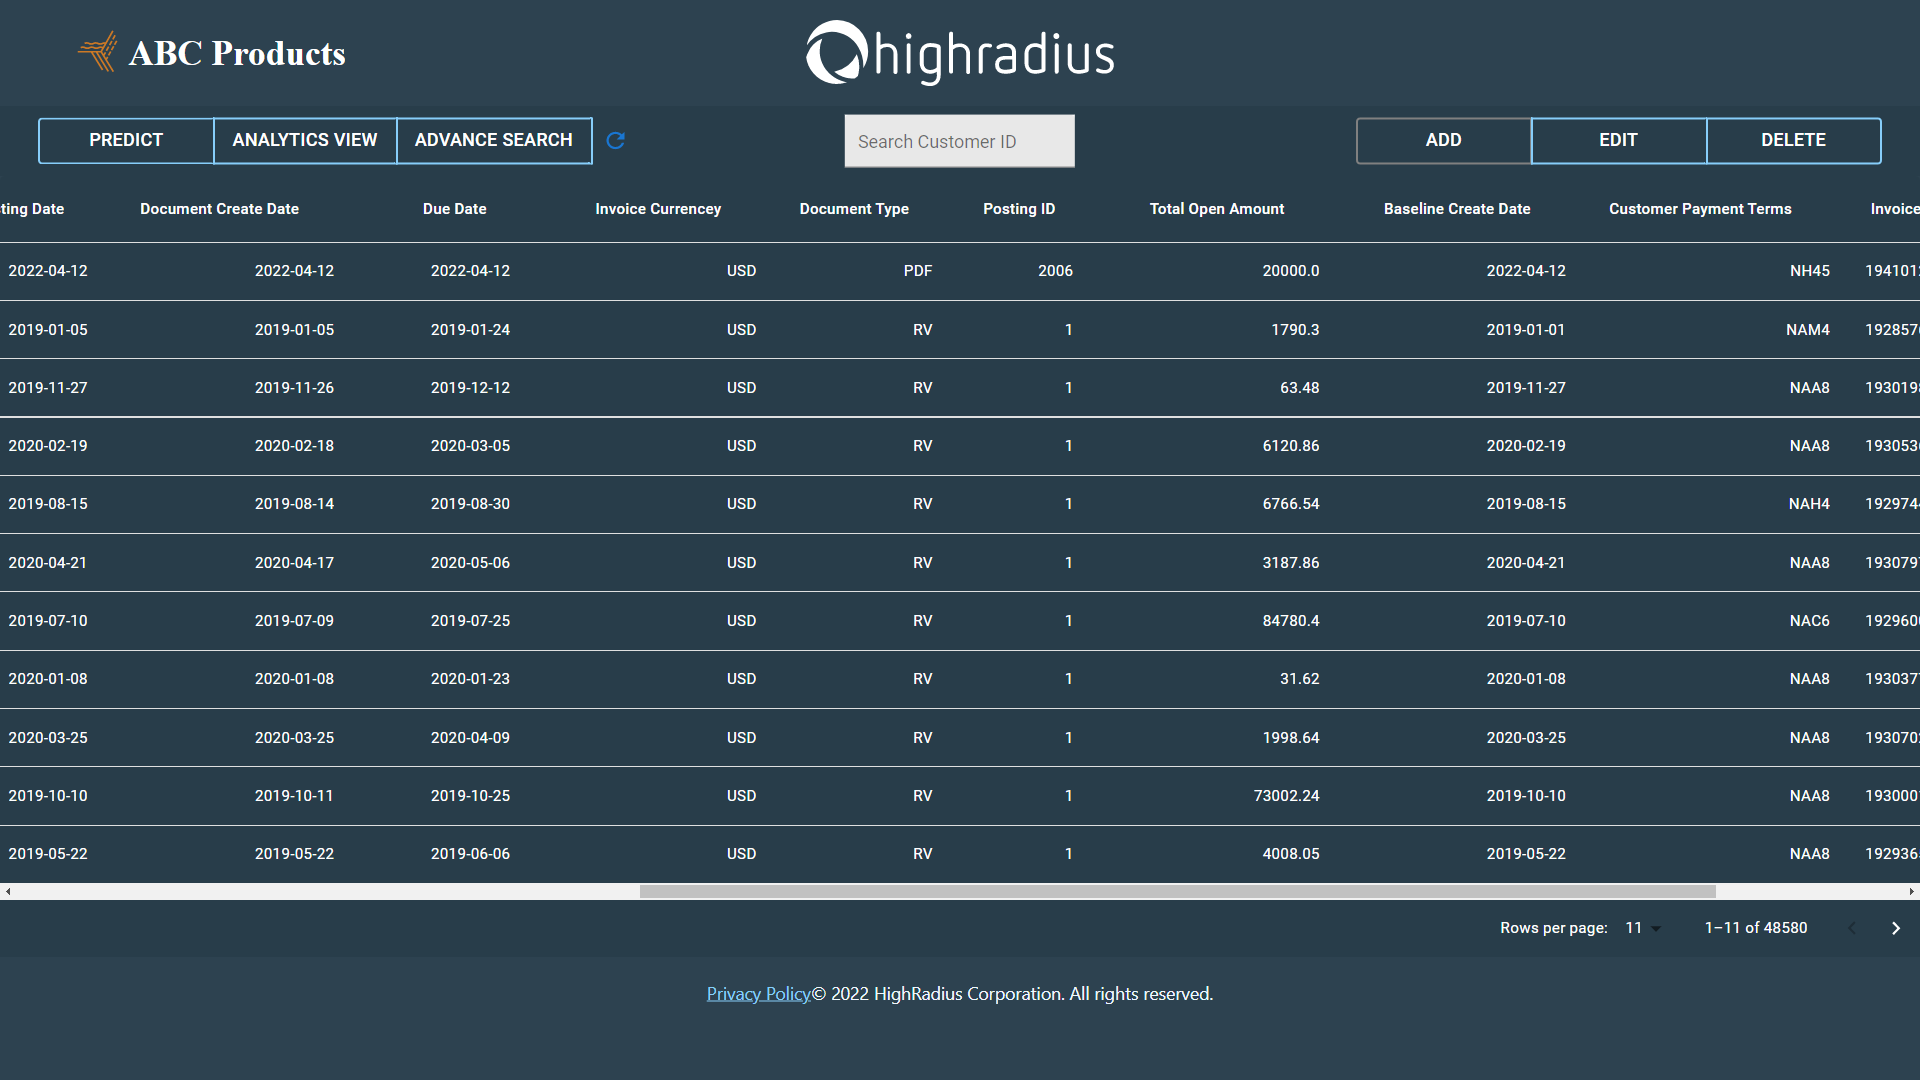 ABC Products
highradius
PREDICT ANALYTICS VIEW ADVANCE SEARCH Search Customer ID ADD EDIT DELETE
ting Date Document Create Date Due Date Invoice Currencey Document Type Posting ID Total Open Amount Baseline Create Date Customer Payment Terms Invoice
2022-04-12 2022-04-12 2022-04-12 USD PDF 2006 20000.0 2022-04-12 NH45 194101
2019-01-05 2019-01-05 2019-01-24 USD RV 1 1790.3 2019-01-01 NAM4 192857
2019-11-27 2019-11-26 2019-12-12 USD RV 1 63.48 2019-11-27 NAA8 193019
2020-02-19 2020-02-18 2020-03-05 USD RV 1 6120.86 2020-02-19 NAA8 193053
2019-08-15 2019-08-14 2019-08-30 USD RV 1 6766.54 2019-08-15 NAH4 192974
2020-04-21 2020-04-17 2020-05-06 USD RV 1 3187.86 2020-04-21 NAA8 193079
2019-07-10 2019-07-09 2019-07-25 USD RV 1 84780.4 2019-07-10 NAC6 192960
2020-01-08 2020-01-08 2020-01-23 USD RV 1 31.62 2020-01-08 NAA8 193037
2020-03-25 2020-03-25 2020-04-09 USD RV 1 1998.64 2020-03-25 NAA8 193070
2019-10-10 2019-10-11 2019-10-25 USD RV 1 73002.24 2019-10-10 NAA8 193000
2019-05-22 2019-05-22 2019-06-06 USD RV 1 4008.05 2019-05-22 NAA8 192936
Rows per page: 11 1–11 of 48580
Privacy Policy© 2022 HighRadius Corporation. All rights reserved.